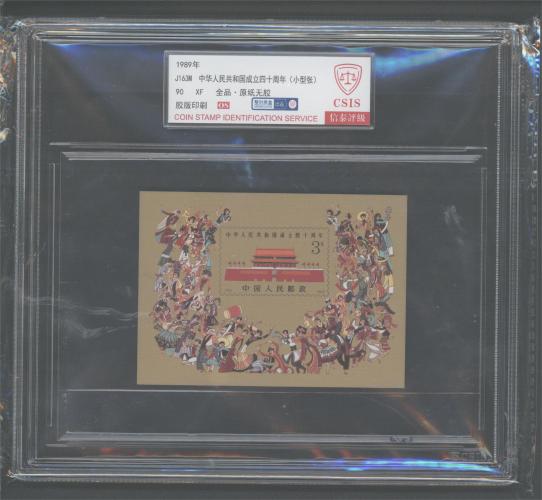 1989年
J163M 中华人民共和国成立四十周年（小型张）
90 XF 全品・原纸无胶
胶版印刷 OS
COIN STAMP IDENTIFICATION SERVICE
CSIS
信泰评级
中华人民共和国成立四十周年
3
中国人民邮政